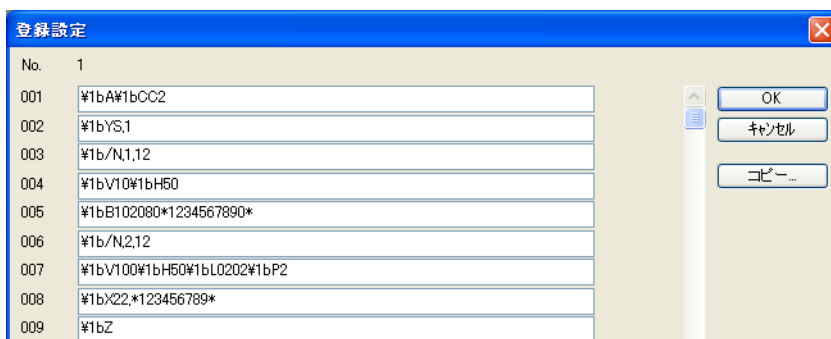 登録設定
No. 1
001 ¥1bA¥1bCC2 OK
002 ¥1bYS,1 キャンセル
003 ¥1b/N,1,12
004 ¥1bV10¥1bH50 コピー...
005 ¥1bB102080*1234567890*
006 ¥1b/N,2,12
007 ¥1bV100¥1bH50¥1bL0202¥1bP2
008 ¥1bX22,*123456789*
009 ¥1bZ